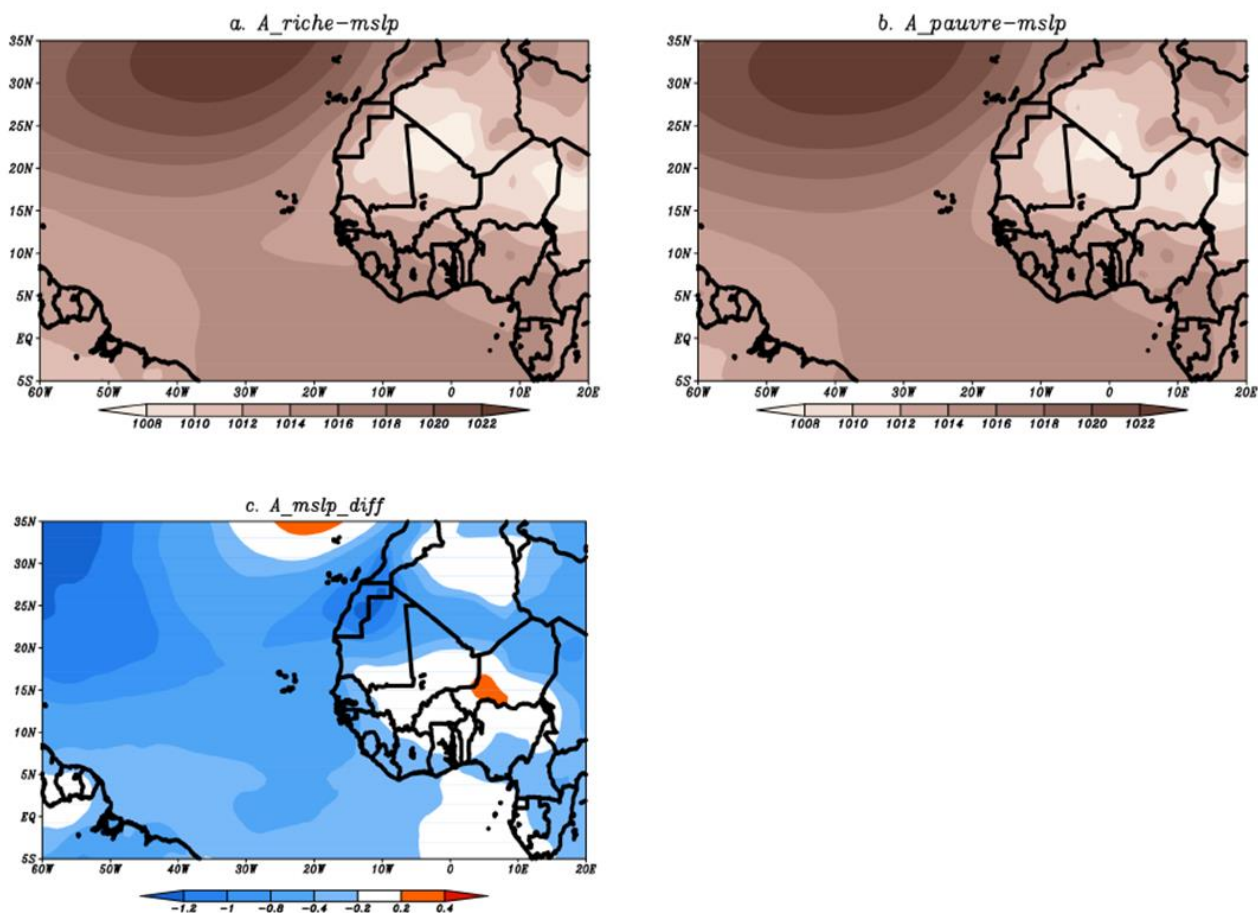 a. A_riche-mslp
35N
30N
25N
20N
15N
10N
5N
EQ
5S
60W 50W 40W 30W 20W 10W 0 10E 20E
1008 1010 1012 1014 1016 1018 1020 1022
b. A_pauvre-mslp
35N
30N
25N
20N
15N
10N
5N
EQ
5S
60W 50W 40W 30W 20W 10W 0 10E 20E
1008 1010 1012 1014 1016 1018 1020 1022
c. A_mslp_diff
35N
30N
25N
20N
15N
10N
5N
EQ
5S
60W 50W 40W 30W 20W 10W 0 10E 20E
-1.2 -1 -0.8 -0.4 -0.2 0.2 0.4